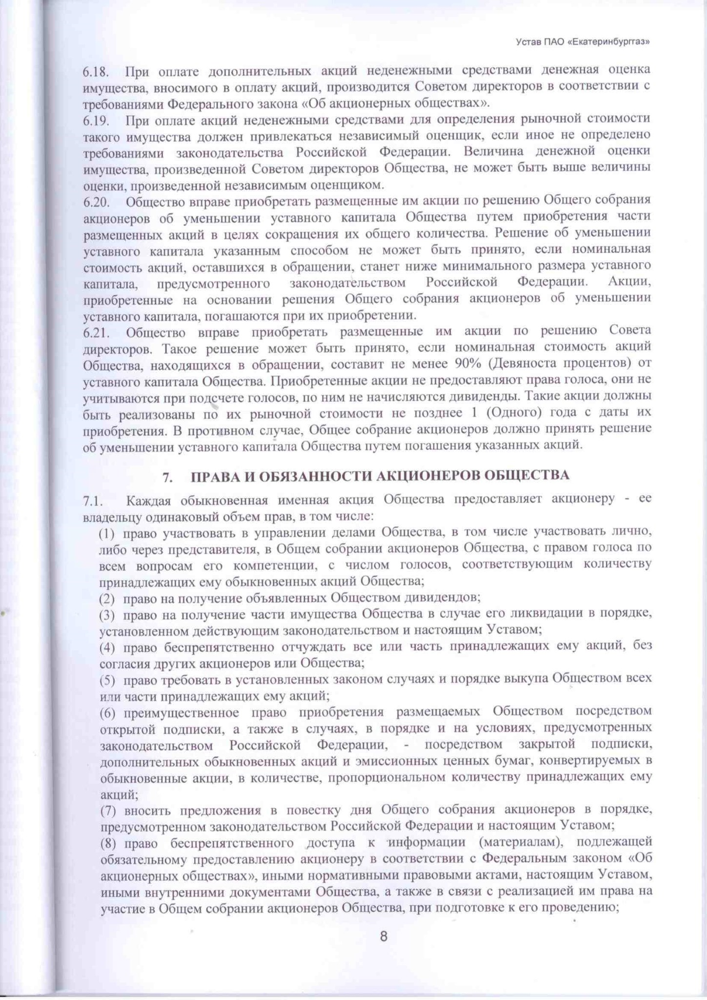 Устав ПАО «Екатеринбурггаз»
6.18. При оплате дополнительных акций неденежными средствами денежная оценка
имущества, вносимого в оплату акций, производится Советом директоров в соответствии с
требованиями Федерального закона «Об акционерных обществах».
6.19. При оплате акций неденежными средствами для определения рыночной стоимости
такого имущества должен привлекаться независимый оценщик, если иное не определено
требованиями законодательства Российской Федерации. Величина денежной оценки
имущества, произведенной Советом директоров Общества, не может быть выше величины
оценки, произведенной независимым оценщиком.
6.20. Общество вправе приобретать размещенные им акции по решению Общего собрания
акционеров об уменьшении уставного капитала Общества путем приобретения части
размещенных акций в целях сокращения их общего количества. Решение об уменьшении
уставного капитала указанным способом не может быть принято, если номинальная
стоимость акций, оставшихся в обращении, станет ниже минимального размера уставного
капитала, предусмотренного законодательством Российской Федерации. Акции,
приобретенные на основании решения Общего собрания акционеров об уменьшении
уставного капитала, погашаются при их приобретении.
6.21. Общество вправе приобретать размещенные им акции по решению Совета
директоров. Такое решение может быть принято, если номинальная стоимость акций
Общества, находящихся в обращении, составит не менее 90% (Девяноста процентов) от
уставного капитала Общества. Приобретенные акции не предоставляют права голоса, они не
учитываются при подсчете голосов, по ним не начисляются дивиденды. Такие акции должны
быть реализованы по их рыночной стоимости не позднее 1 (Одного) года с даты их
приобретения. В противном случае, Общее собрание акционеров должно принять решение
об уменьшении уставного капитала Общества путем погашения указанных акций.
7. ПРАВА И ОБЯЗАННОСТИ АКЦИОНЕРОВ ОБЩЕСТВА
7.1. Каждая обыкновенная именная акция Общества предоставляет акционеру - ее
владельцу одинаковый объем прав, в том числе:
(1) право участвовать в управлении делами Общества, в том числе участвовать лично,
либо через представителя, в Общем собрании акционеров Общества, с правом голоса по
всем вопросам его компетенции, с числом голосов, соответствующим количеству
принадлежащих ему обыкновенных акций Общества;
(2) право на получение объявленных Обществом дивидендов;
(3) право на получение части имущества Общества в случае его ликвидации в порядке,
установленном действующим законодательством и настоящим Уставом;
(4) право беспрепятственно отчуждать все или часть принадлежащих ему акций, без
согласия других акционеров или Общества;
(5) право требовать в установленных законом случаях и порядке выкупа Обществом всех
или части принадлежащих ему акций;
(6) преимущественное право приобретения размещаемых Обществом посредством
открытой подписки, а также в случаях, в порядке и на условиях, предусмотренных
законодательством Российской Федерации, - посредством закрытой подписки,
дополнительных обыкновенных акций и эмиссионных ценных бумаг, конвертируемых в
обыкновенные акции, в количестве, пропорциональном количеству принадлежащих ему
акций;
(7) вносить предложения в повестку дня Общего собрания акционеров в порядке,
предусмотренном законодательством Российской Федерации и настоящим Уставом;
(8) право беспрепятственного доступа к информации (материалам), подлежащей
обязательному предоставлению акционеру в соответствии с Федеральным законом «Об
акционерных обществах», иными нормативными правовыми актами, настоящим Уставом,
иными внутренними документами Общества, а также в связи с реализацией им права на
участие в Общем собрании акционеров Общества, при подготовке к его проведению;
8